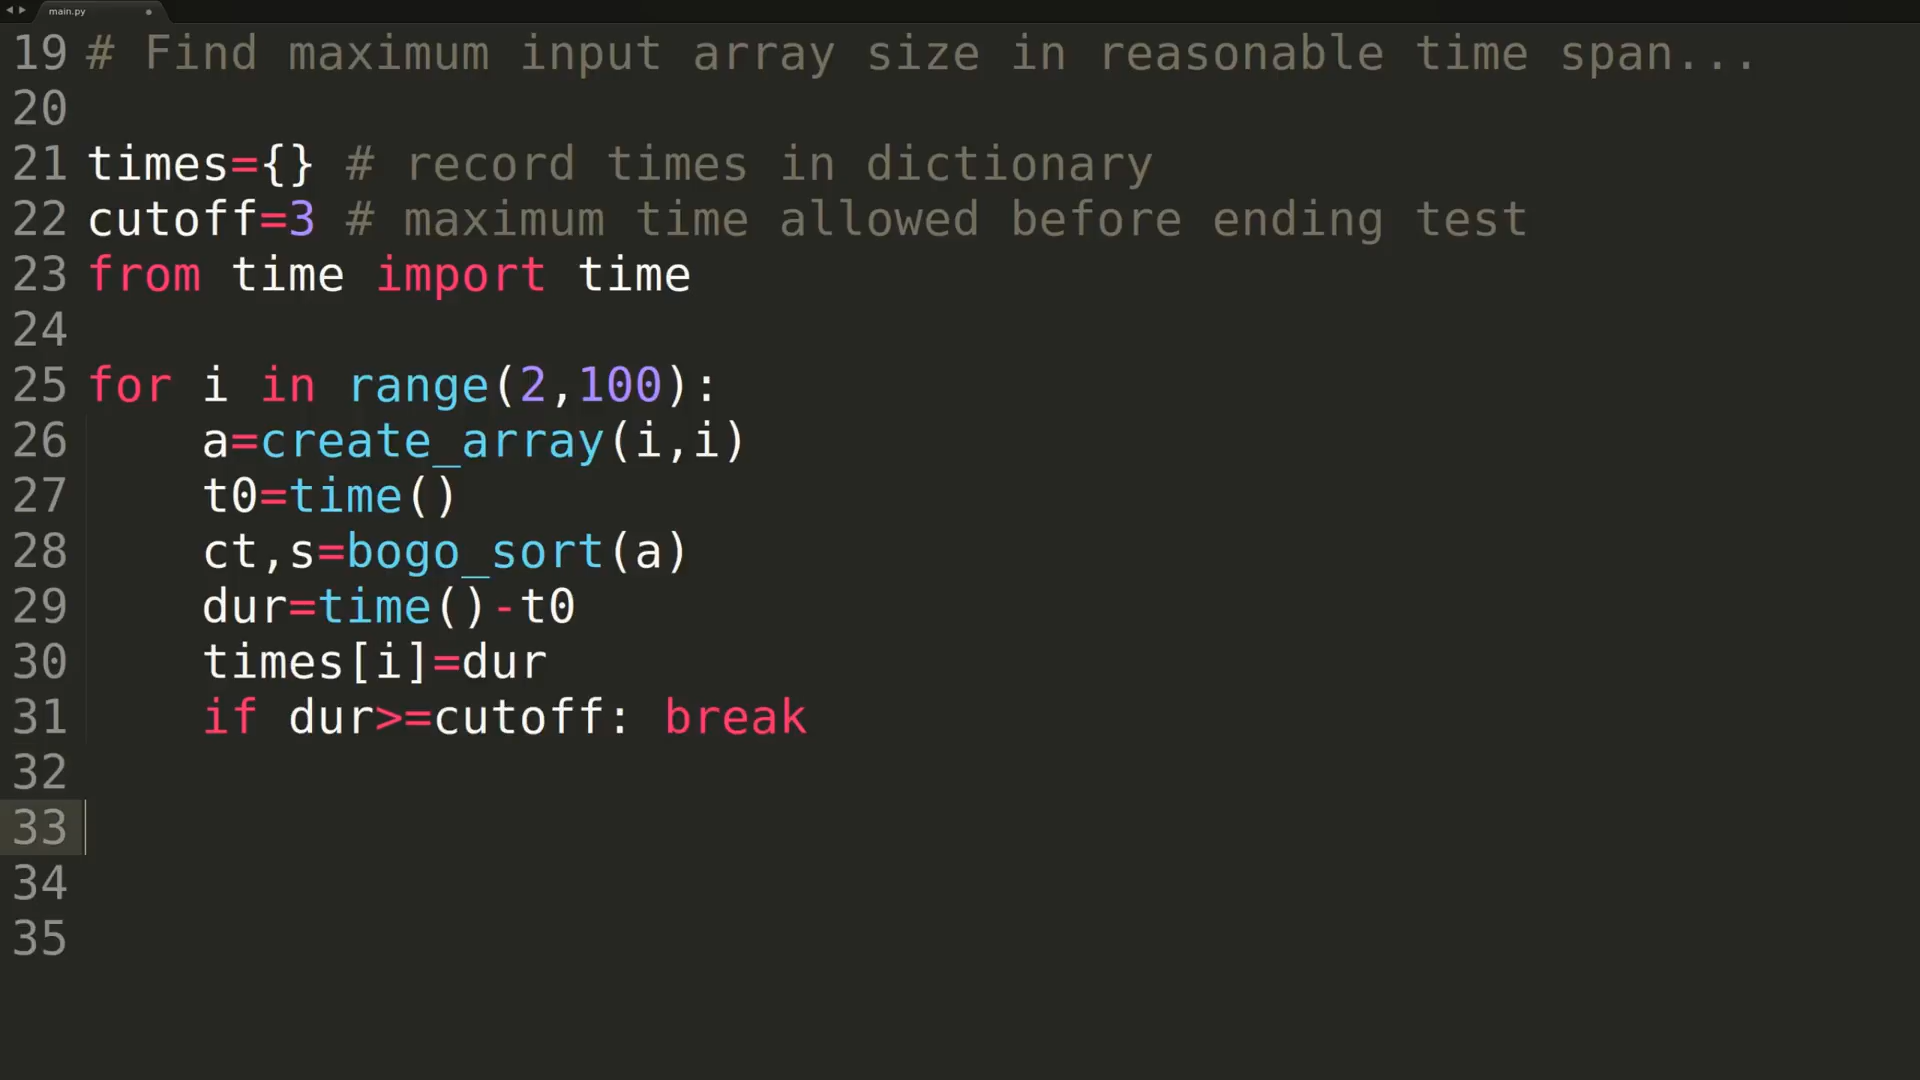 main.py
19 # Find maximum input array size in reasonable time span...
20
21 times={} # record times in dictionary
22 cutoff=3 # maximum time allowed before ending test
23 from time import time
24
25 for i in range(2,100):
26     a=create_array(i,i)
27     t0=time()
28     ct,s=bogo_sort(a)
29     dur=time()-t0
30     times[i]=dur
31     if dur>=cutoff: break
32
33
34
35